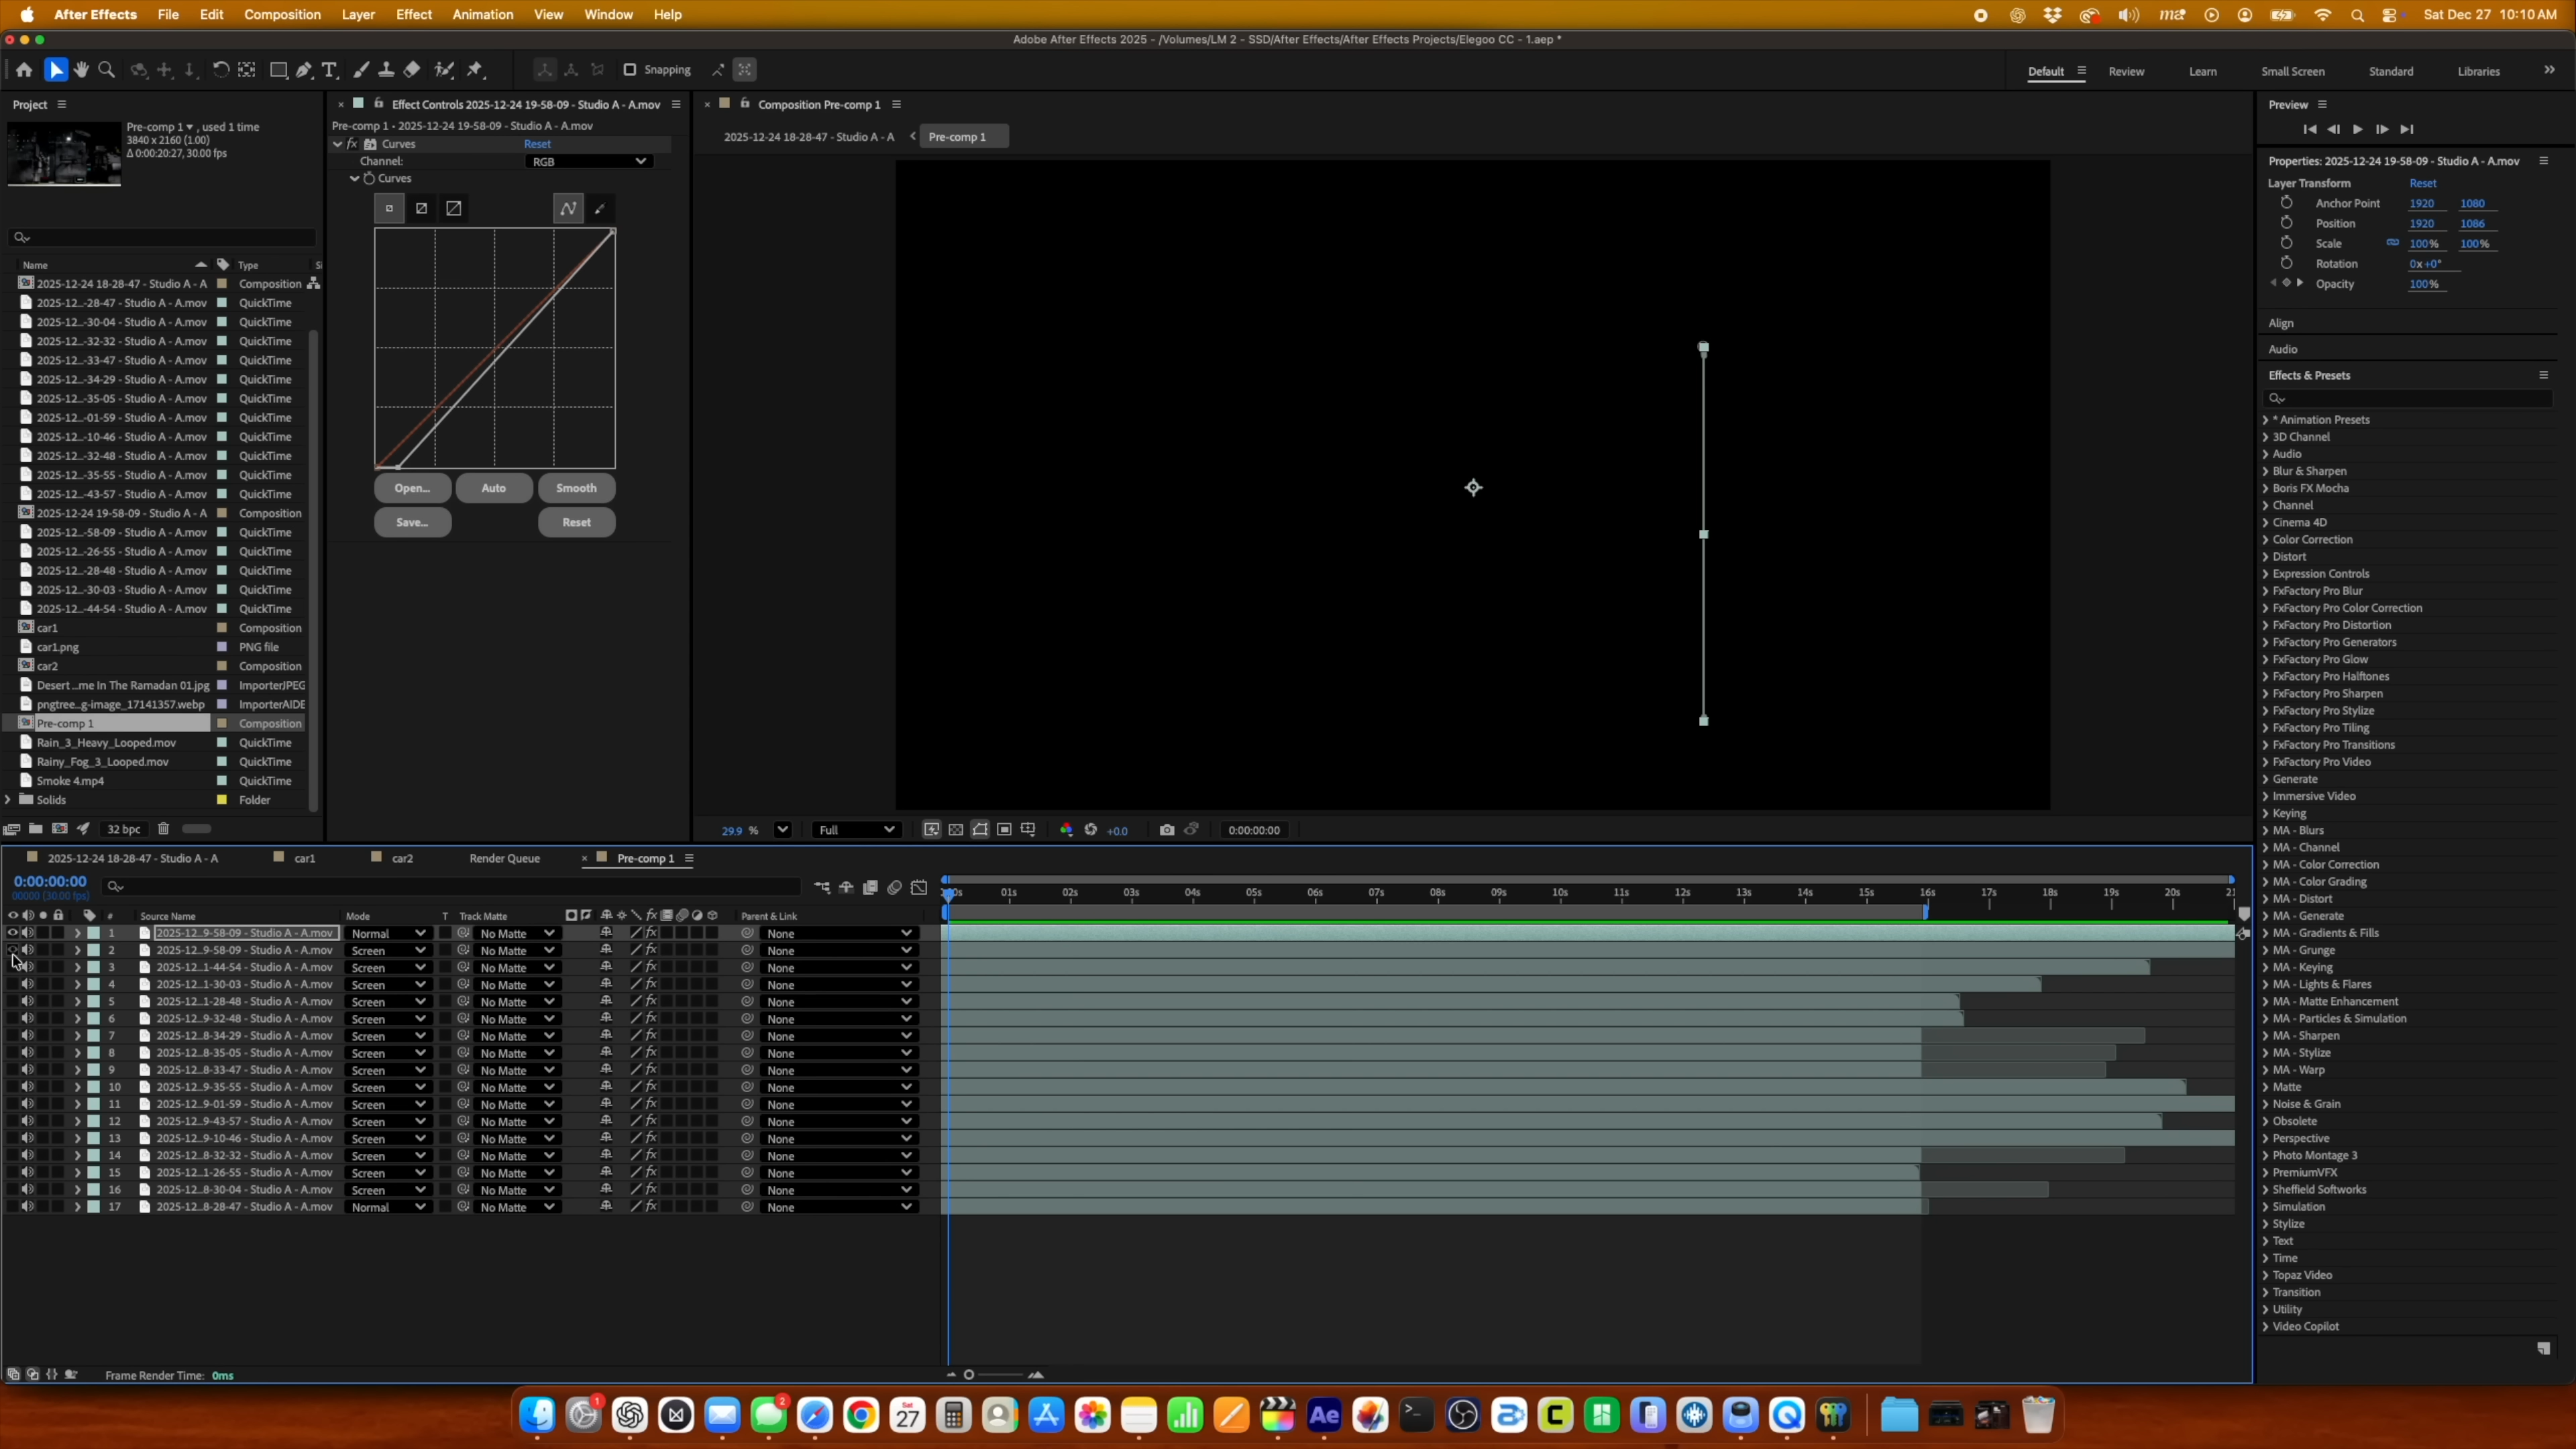 After Effects File Edit Composition Layer Effect Animation View Window Help
Sat Dec 27 10:10 AM
Adobe After Effects 2025 - /Volumes/LM 2 - SSD/After Effects/After Effects Projects/Elegoo CC - 1.aep *
Snapping
Default Review Learn Small Screen Standard Libraries
Project
Pre-comp 1 , used 1 time
3840 x 2160 (1.00)
Δ 0:00:20:27, 30.00 fps
Name Type
2025-12-24 18-28-47 - Studio A - A Composition
2025-12...-28-47 - Studio A - A.mov QuickTime
2025-12...-30-04 - Studio A - A.mov QuickTime
2025-12...-32-32 - Studio A - A.mov QuickTime
2025-12...-33-47 - Studio A - A.mov QuickTime
2025-12...-34-29 - Studio A - A.mov QuickTime
2025-12...-35-05 - Studio A - A.mov QuickTime
2025-12...-01-59 - Studio A - A.mov QuickTime
2025-12...-10-46 - Studio A - A.mov QuickTime
2025-12...-32-48 - Studio A - A.mov QuickTime
2025-12...-35-55 - Studio A - A.mov QuickTime
2025-12...-43-57 - Studio A - A.mov QuickTime
2025-12-24 19-58-09 - Studio A - A Composition
2025-12...-58-09 - Studio A - A.mov QuickTime
2025-12...-26-55 - Studio A - A.mov QuickTime
2025-12...-28-48 - Studio A - A.mov QuickTime
2025-12...-30-03 - Studio A - A.mov QuickTime
2025-12...-44-54 - Studio A - A.mov QuickTime
car1 Composition
car1.png PNG file
car2 Composition
Desert ...me In The Ramadan 01.jpg ImporterJPEG
pngtree...g-image_17141357.webp ImporterAIDE
Pre-comp 1 Composition
Rain_3_Heavy_Looped.mov QuickTime
Rainy_Fog_3_Looped.mov QuickTime
Smoke 4.mp4 QuickTime
Solids Folder
32 bpc
Effect Controls 2025-12-24 19-58-09 - Studio A - A.mov
Pre-comp 1 • 2025-12-24 19-58-09 - Studio A - A.mov
fx Curves Reset
Channel: RGB
Curves
Open... Auto Smooth
Save... Reset
Composition Pre-comp 1
2025-12-24 18-28-47 - Studio A - A Pre-comp 1
29.9 % Full +0.0 0:00:00:00
Preview
Properties: 2025-12-24 19-58-09 - Studio A - A.mov
Layer Transform Reset
Anchor Point 1920 1080
Position 1920 1086
Scale 100% 100%
Rotation 0x+0°
Opacity 100%
Align
Audio
Effects & Presets
* Animation Presets
3D Channel
Audio
Blur & Sharpen
Boris FX Mocha
Channel
Cinema 4D
Color Correction
Distort
Expression Controls
FxFactory Pro Blur
FxFactory Pro Color Correction
FxFactory Pro Distortion
FxFactory Pro Generators
FxFactory Pro Glow
FxFactory Pro Halftones
FxFactory Pro Sharpen
FxFactory Pro Stylize
FxFactory Pro Tiling
FxFactory Pro Transitions
FxFactory Pro Video
Generate
Immersive Video
Keying
MA - Blurs
MA - Channel
MA - Color Correction
MA - Color Grading
MA - Distort
MA - Generate
MA - Gradients & Fills
MA - Grunge
MA - Keying
MA - Lights & Flares
MA - Matte Enhancement
MA - Particles & Simulation
MA - Sharpen
MA - Stylize
MA - Warp
Matte
Noise & Grain
Obsolete
Perspective
Photo Montage 3
PremiumVFX
Sheffield Softworks
Simulation
Stylize
Text
Time
Topaz Video
Transition
Utility
Video Copilot
2025-12-24 18-28-47 - Studio A - A car1 car2 Render Queue Pre-comp 1
0:00:00:00
00000 (30.00 fps)
01s 02s 03s 04s 05s 06s 07s 08s 09s 10s 11s 12s 13s 14s 15s 16s 17s 18s 19s 20s
# Source Name Mode T Track Matte Parent & Link
1 2025-12...9-58-09 - Studio A - A.mov Normal No Matte None
2 2025-12...9-58-09 - Studio A - A.mov Screen No Matte None
3 2025-12...1-44-54 - Studio A - A.mov Screen No Matte None
4 2025-12...1-30-03 - Studio A - A.mov Screen No Matte None
5 2025-12...1-28-48 - Studio A - A.mov Screen No Matte None
6 2025-12...9-32-48 - Studio A - A.mov Screen No Matte None
7 2025-12...8-34-29 - Studio A - A.mov Screen No Matte None
8 2025-12...8-35-05 - Studio A - A.mov Screen No Matte None
9 2025-12...8-33-47 - Studio A - A.mov Screen No Matte None
10 2025-12...9-35-55 - Studio A - A.mov Screen No Matte None
11 2025-12...9-01-59 - Studio A - A.mov Screen No Matte None
12 2025-12...9-43-57 - Studio A - A.mov Screen No Matte None
13 2025-12...9-10-46 - Studio A - A.mov Screen No Matte None
14 2025-12...8-32-32 - Studio A - A.mov Screen No Matte None
15 2025-12...1-26-55 - Studio A - A.mov Screen No Matte None
16 2025-12...8-30-04 - Studio A - A.mov Screen No Matte None
17 2025-12...8-28-47 - Studio A - A.mov Normal No Matte None
Frame Render Time: 0ms